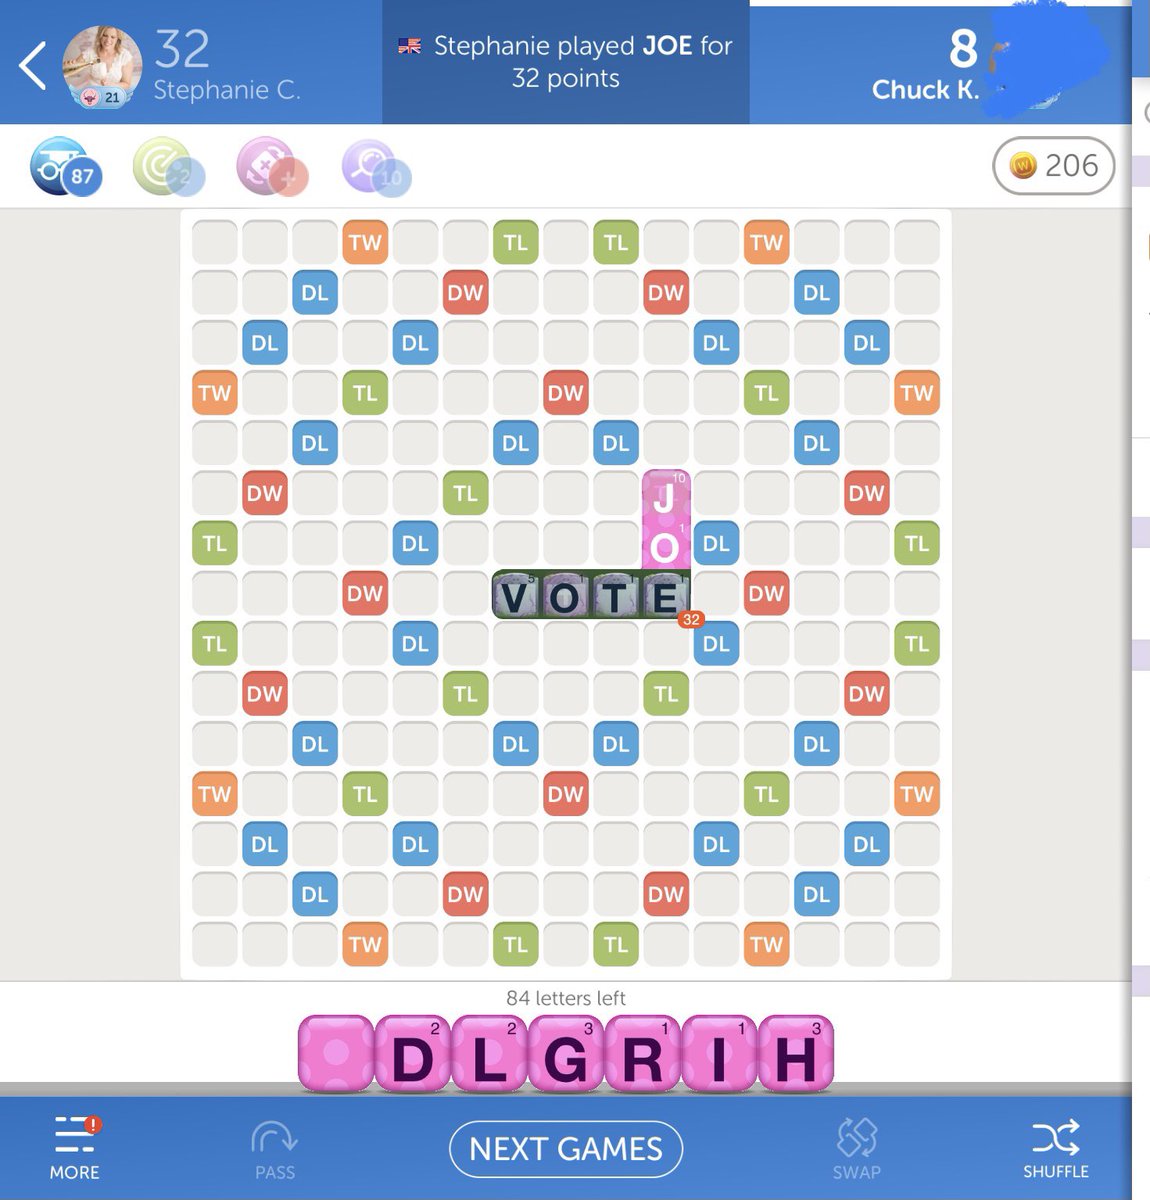 32
Stephanie C.
21
Stephanie played JOE for
32 points
8
Chuck K.
87
2
+
10
206
TW TL TL TW
DL DW DW DL
DL DL DL DL
TW TL DW TL TW
DL DL DL DL
DW TL J 10 DW
TL DL O 1 DL TL
DW V 5 O 1 T 1 E 1 DW
32
TL DL DL TL
DW TL TL DW
DL DL DL DL
TW TL DW TL TW
DL DL DL DL
DL DW DW DL
TW TL TL TW
84 letters left
D 2 L 2 G 3 R 1 I 1 H 3
!
MORE PASS NEXT GAMES SWAP SHUFFLE